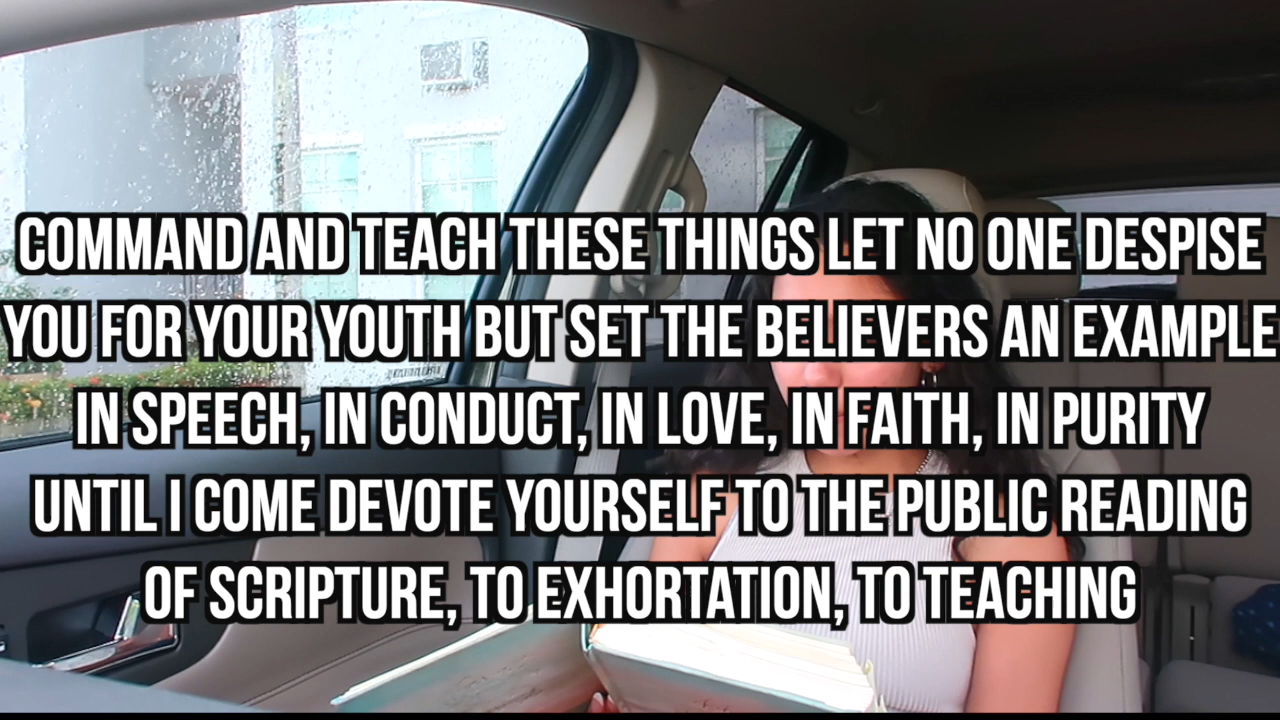 COMMAND AND TEACH THESE THINGS LET NO ONE DESPISE
YOU FOR YOUR YOUTH BUT SET THE BELIEVERS AN EXAMPLE
IN SPEECH, IN CONDUCT, IN LOVE, IN FAITH, IN PURITY
UNTIL I COME DEVOTE YOURSELF TO THE PUBLIC READING
OF SCRIPTURE, TO EXHORTATION, TO TEACHING